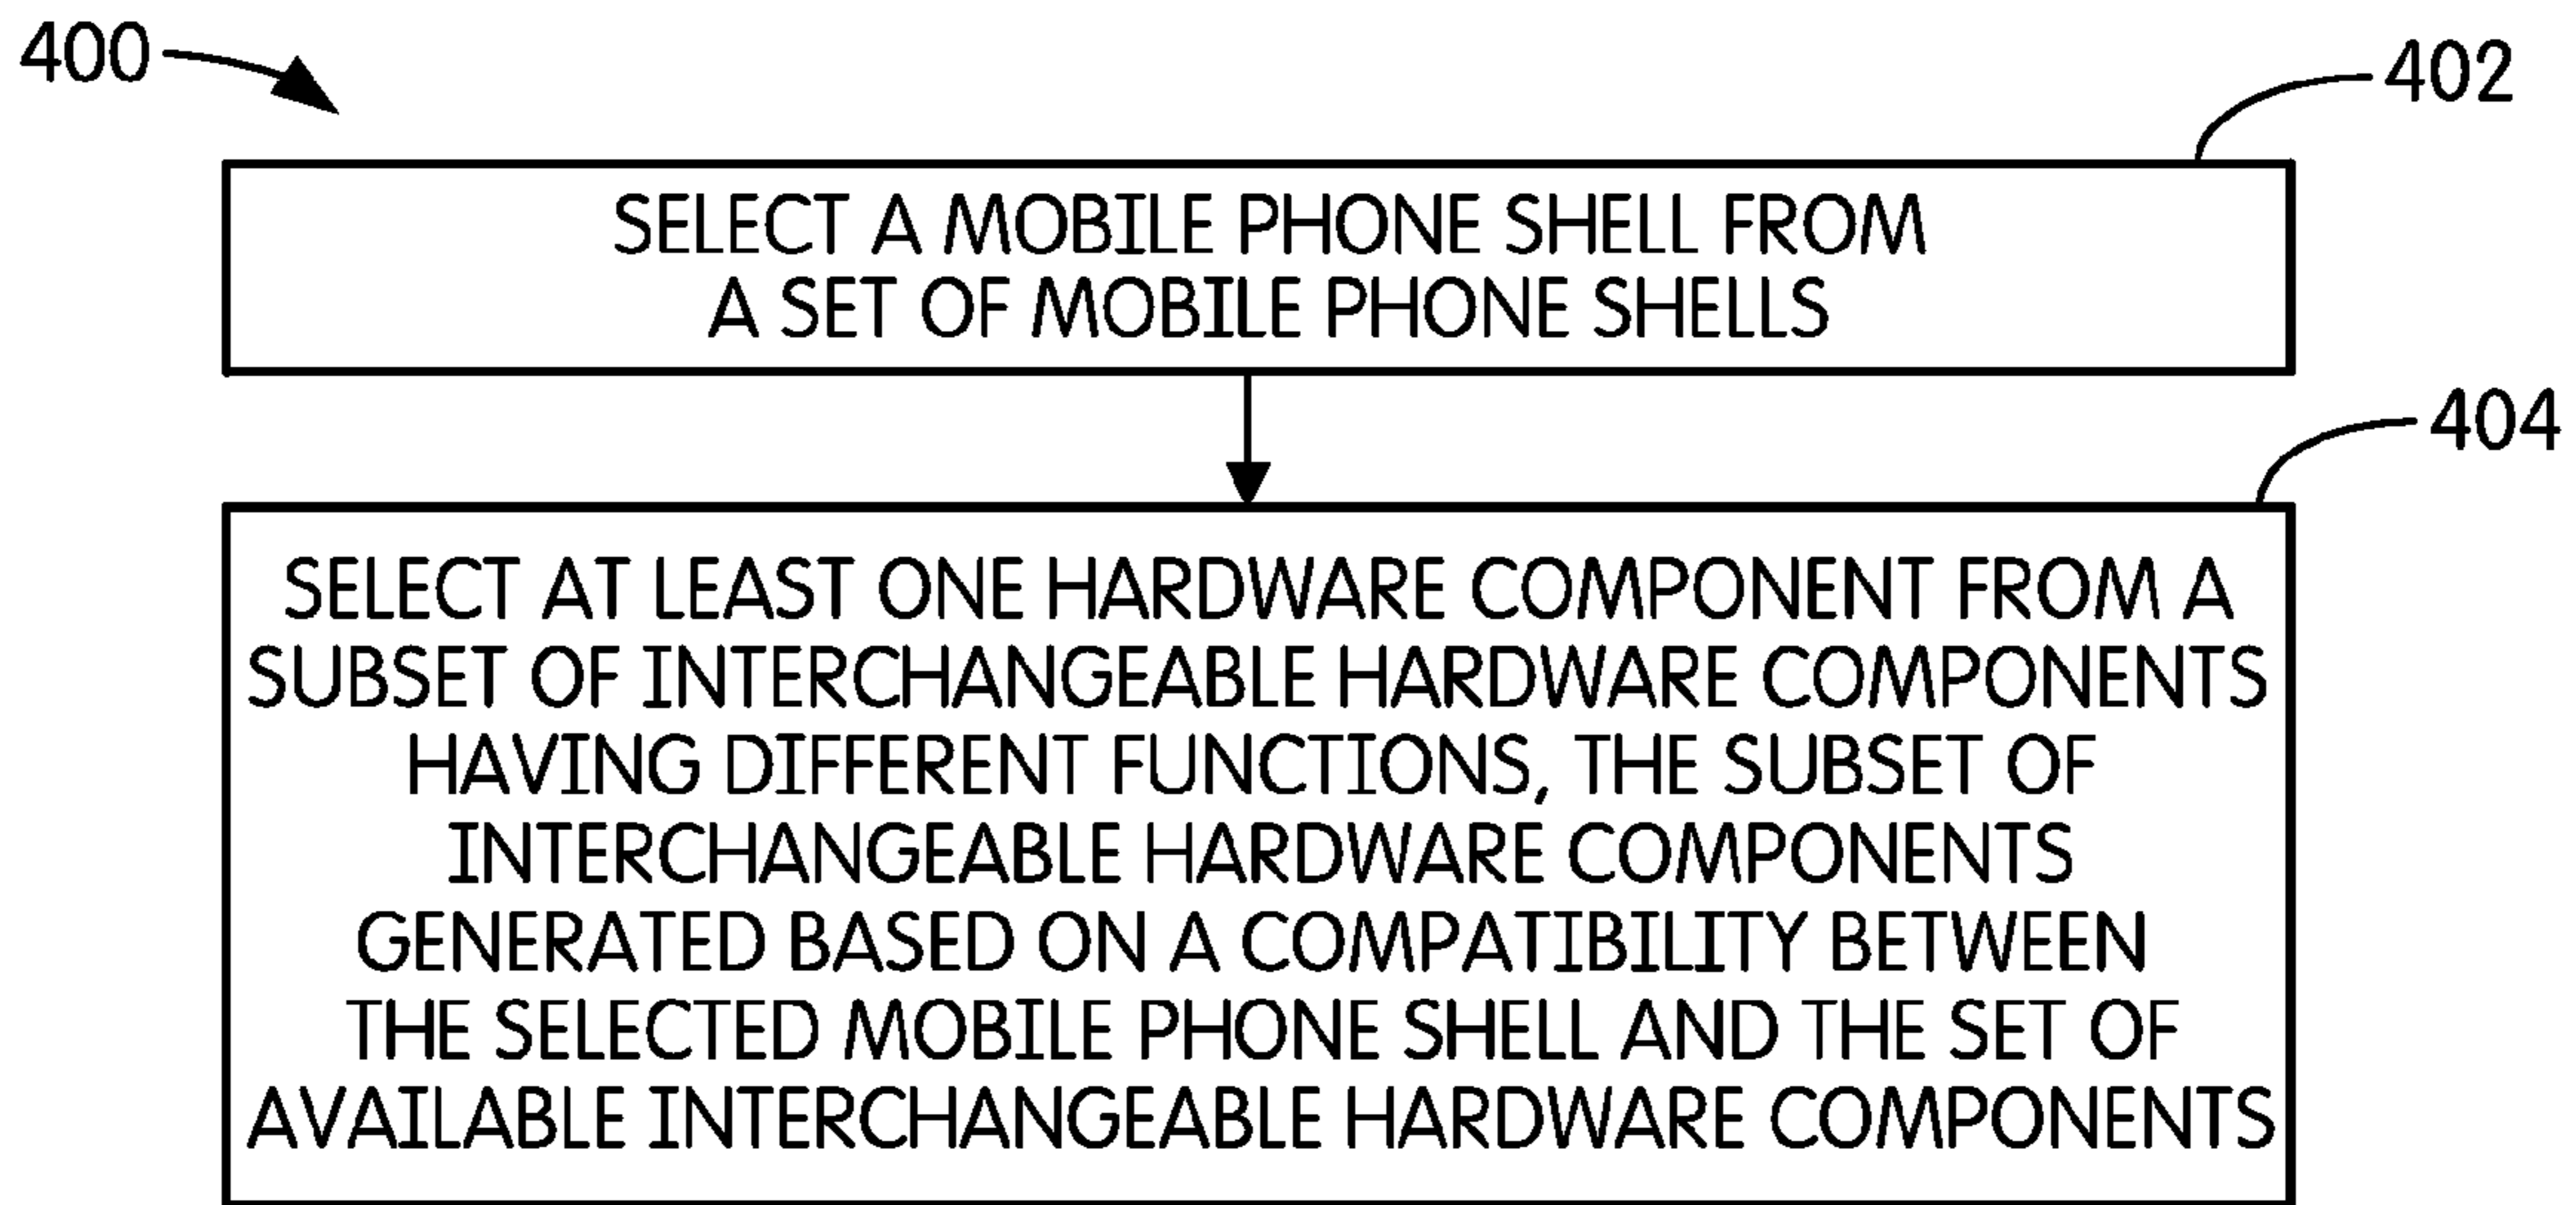 400
402
SELECT A MOBILE PHONE SHELL FROM
A SET OF MOBILE PHONE SHELLS
404
SELECT AT LEAST ONE HARDWARE COMPONENT FROM A
SUBSET OF INTERCHANGEABLE HARDWARE COMPONENTS
HAVING DIFFERENT FUNCTIONS, THE SUBSET OF
INTERCHANGEABLE HARDWARE COMPONENTS
GENERATED BASED ON A COMPATIBILITY BETWEEN
THE SELECTED MOBILE PHONE SHELL AND THE SET OF
AVAILABLE INTERCHANGEABLE HARDWARE COMPONENTS